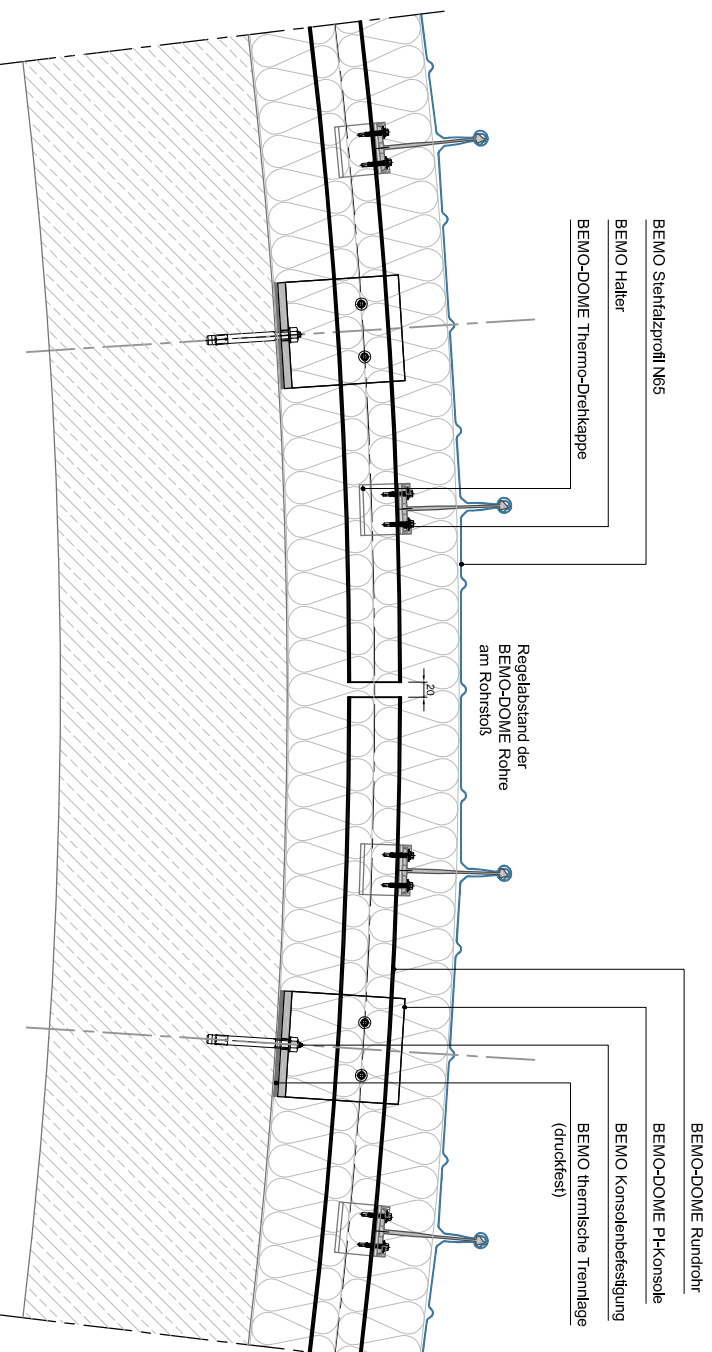 BEMO Stehfalzprofil N65
BEMO Halter
BEMO-DOME Thermo-Drehkappe
Regelabstand der
BEMO-DOME Rohre
am Rohrstoß
20
BEMO-DOME Rundrohr
BEMO-DOME PI-Konsole
BEMO Konsolenbefestigung
BEMO thermische Trennlage
(druckfest)